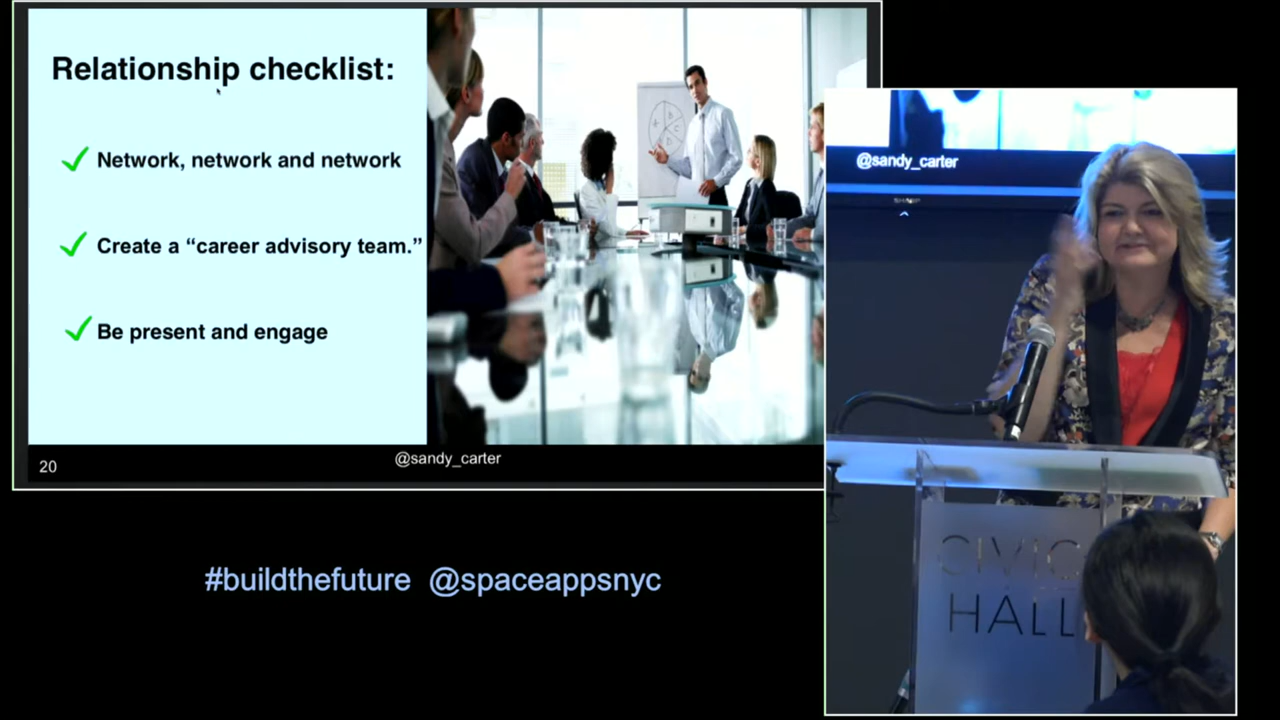 Relationship checklist:
Network, network and network
Create a “career advisory team.”
Be present and engage
20
@sandy_carter
@sandy_carter
SHARP
CIVIC
HALL
#buildthefuture @spaceappsnyc